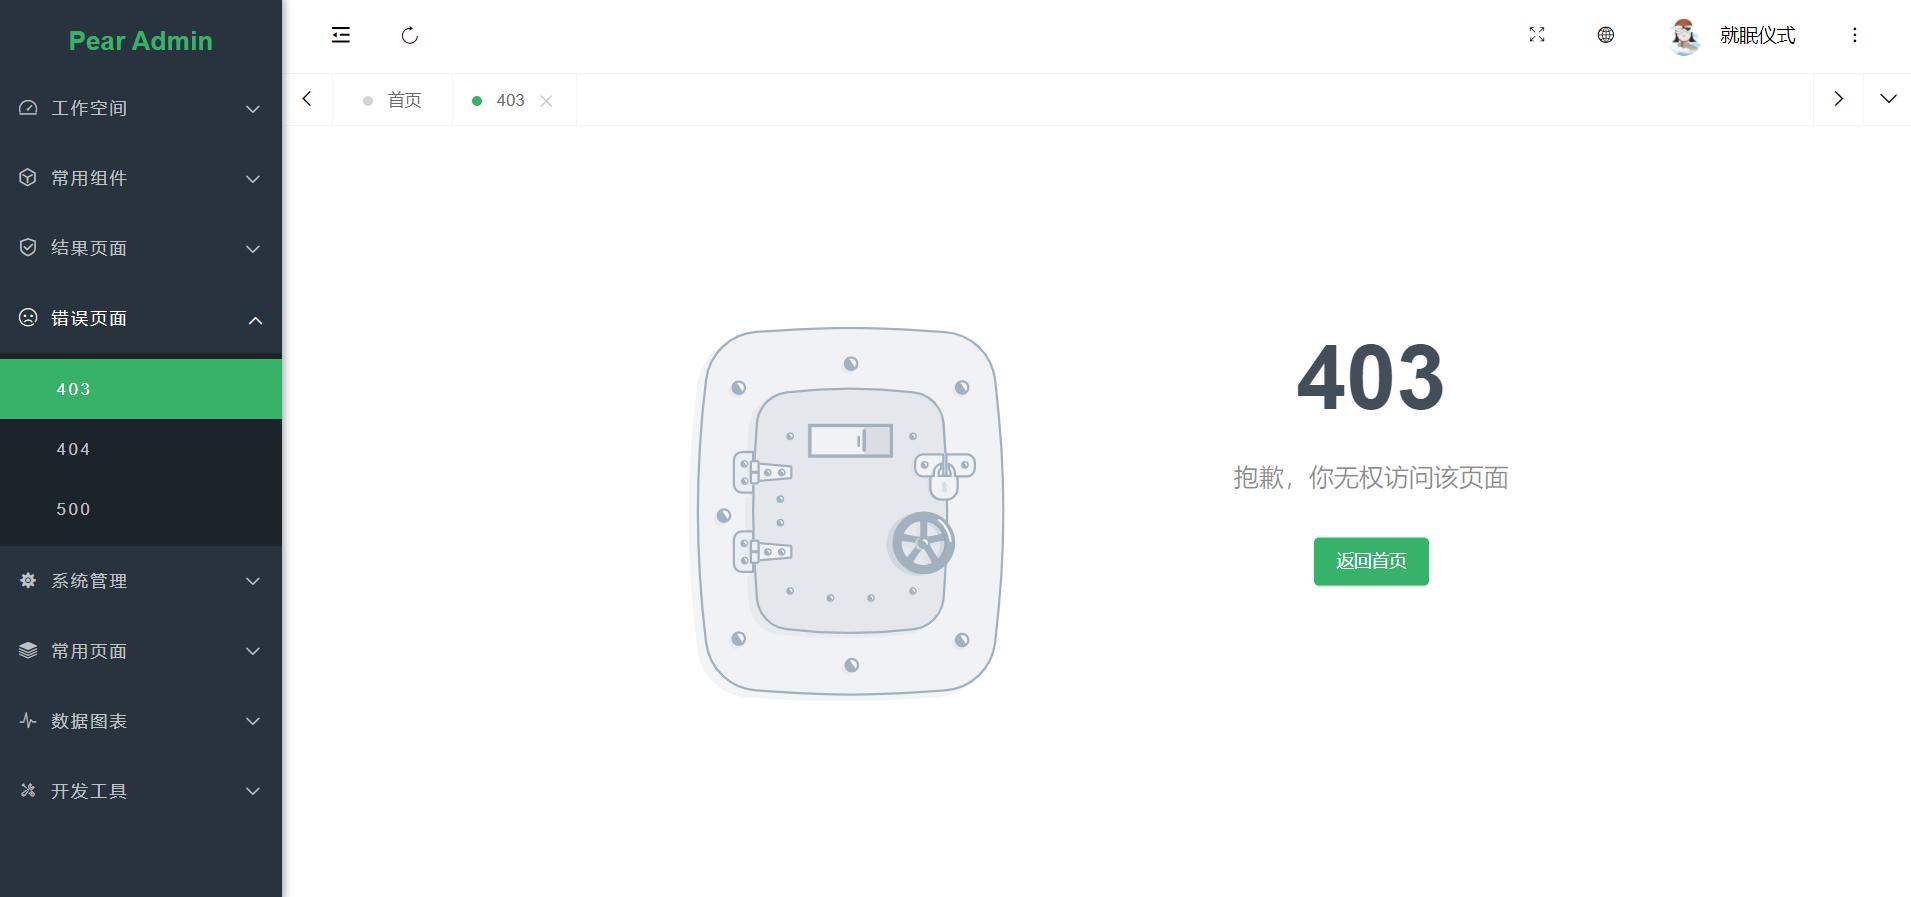 Pear Admin
工作空间
常用组件
结果页面
错误页面
403
404
500
系统管理
常用页面
数据图表
开发工具
就眠仪式
首页
403
403
抱歉，你无权访问该页面
返回首页